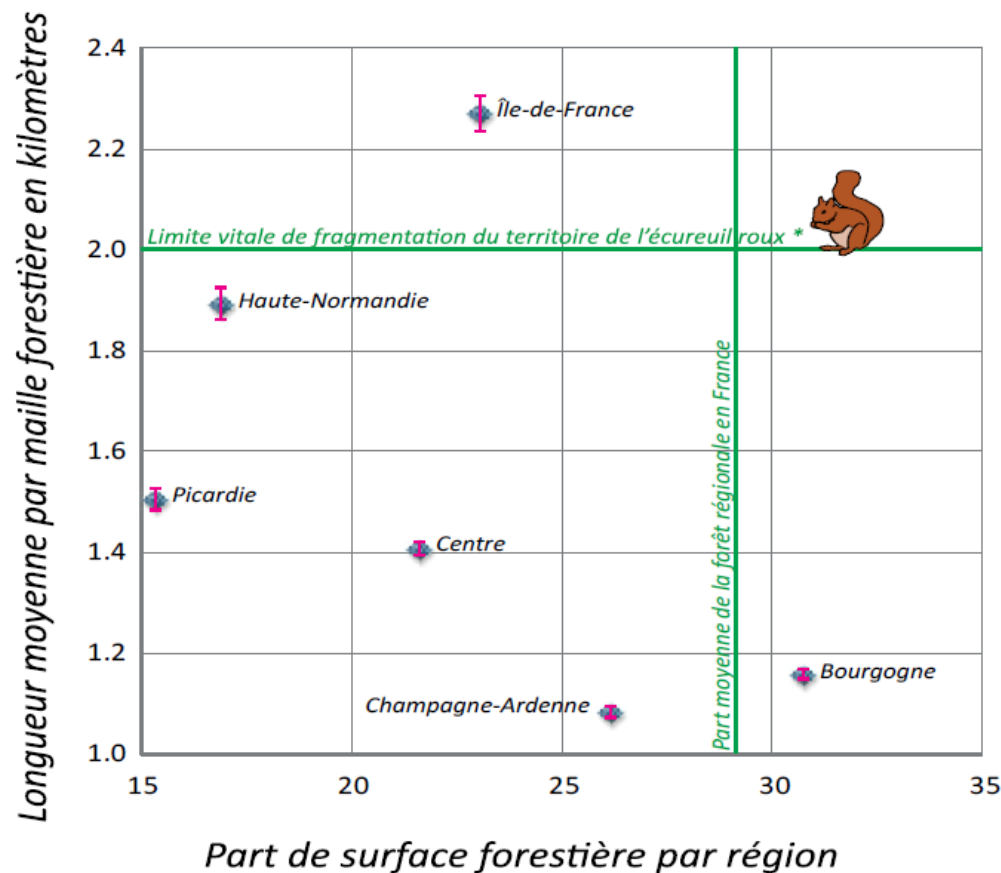 Longueur moyenne par maille forestière en kilomètres
2.4
2.2
2.0
1.8
1.6
1.4
1.2
1.0
Île-de-France
Limite vitale de fragmentation du territoire de l'écureuil roux *
Haute-Normandie
Picardie
Centre
Champagne-Ardenne
Bourgogne
Part moyenne de la forêt régionale en France
15
20
25
30
35
Part de surface forestière par région